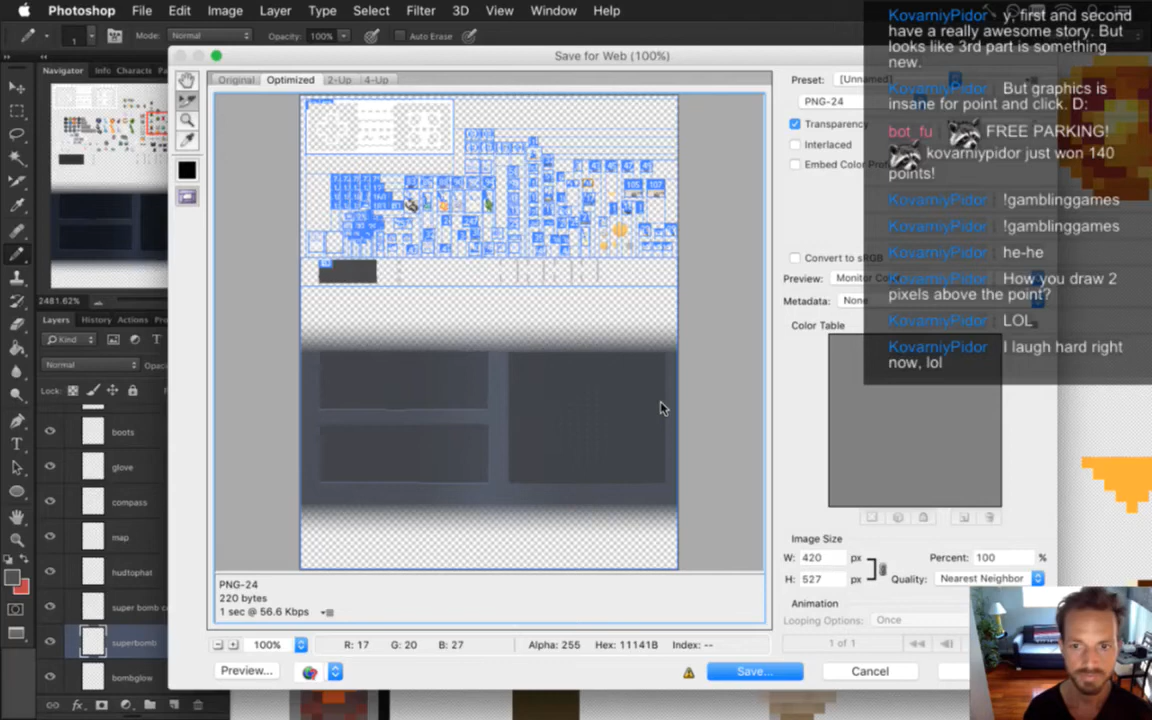 Photoshop File Edit Image Layer Type Select Filter 3D View Window Help
1 Mode: Normal Opacity: 100% Auto Erase
Save for Web (100%)
Navigator Info Characte
Original Optimized 2-Up 4-Up
Preset: [Unnamed]
PNG-24
Transparency
Interlaced
Embed Color Pro
Convert to sRGB
Preview: Monitor Color
Metadata: None
Color Table
2481.62%
Layers History Actions
Kind
Normal
Lock:
boots
glove
compass
map
hudtophat
super bomb c
superbomb
bombglow
105 107
PNG-24
220 bytes
1 sec @ 56.6 Kbps
100% R: 17 G: 20 B: 27 Alpha: 255 Hex: 11141B Index: --
Preview... Save... Cancel
Image Size
W: 420 px Percent: 100 %
H: 527 px Quality: Nearest Neighbor
Animation
Looping Options: Once
1 of 1
KovarniyPidor y, first and second
have a really awesome story. But
looks like 3rd part is something
new.
KovarniyPidor But graphics is
insane for point and click. D:
bot_fu FREE PARKING!
kovarniypidor just won 140
points!
KovarniyPidor !gamblinggames
KovarniyPidor !gamblinggames
KovarniyPidor he-he
KovarniyPidor How you draw 2
pixels above the point?
KovarniyPidor LOL
KovarniyPidor I laugh hard right
now, lol